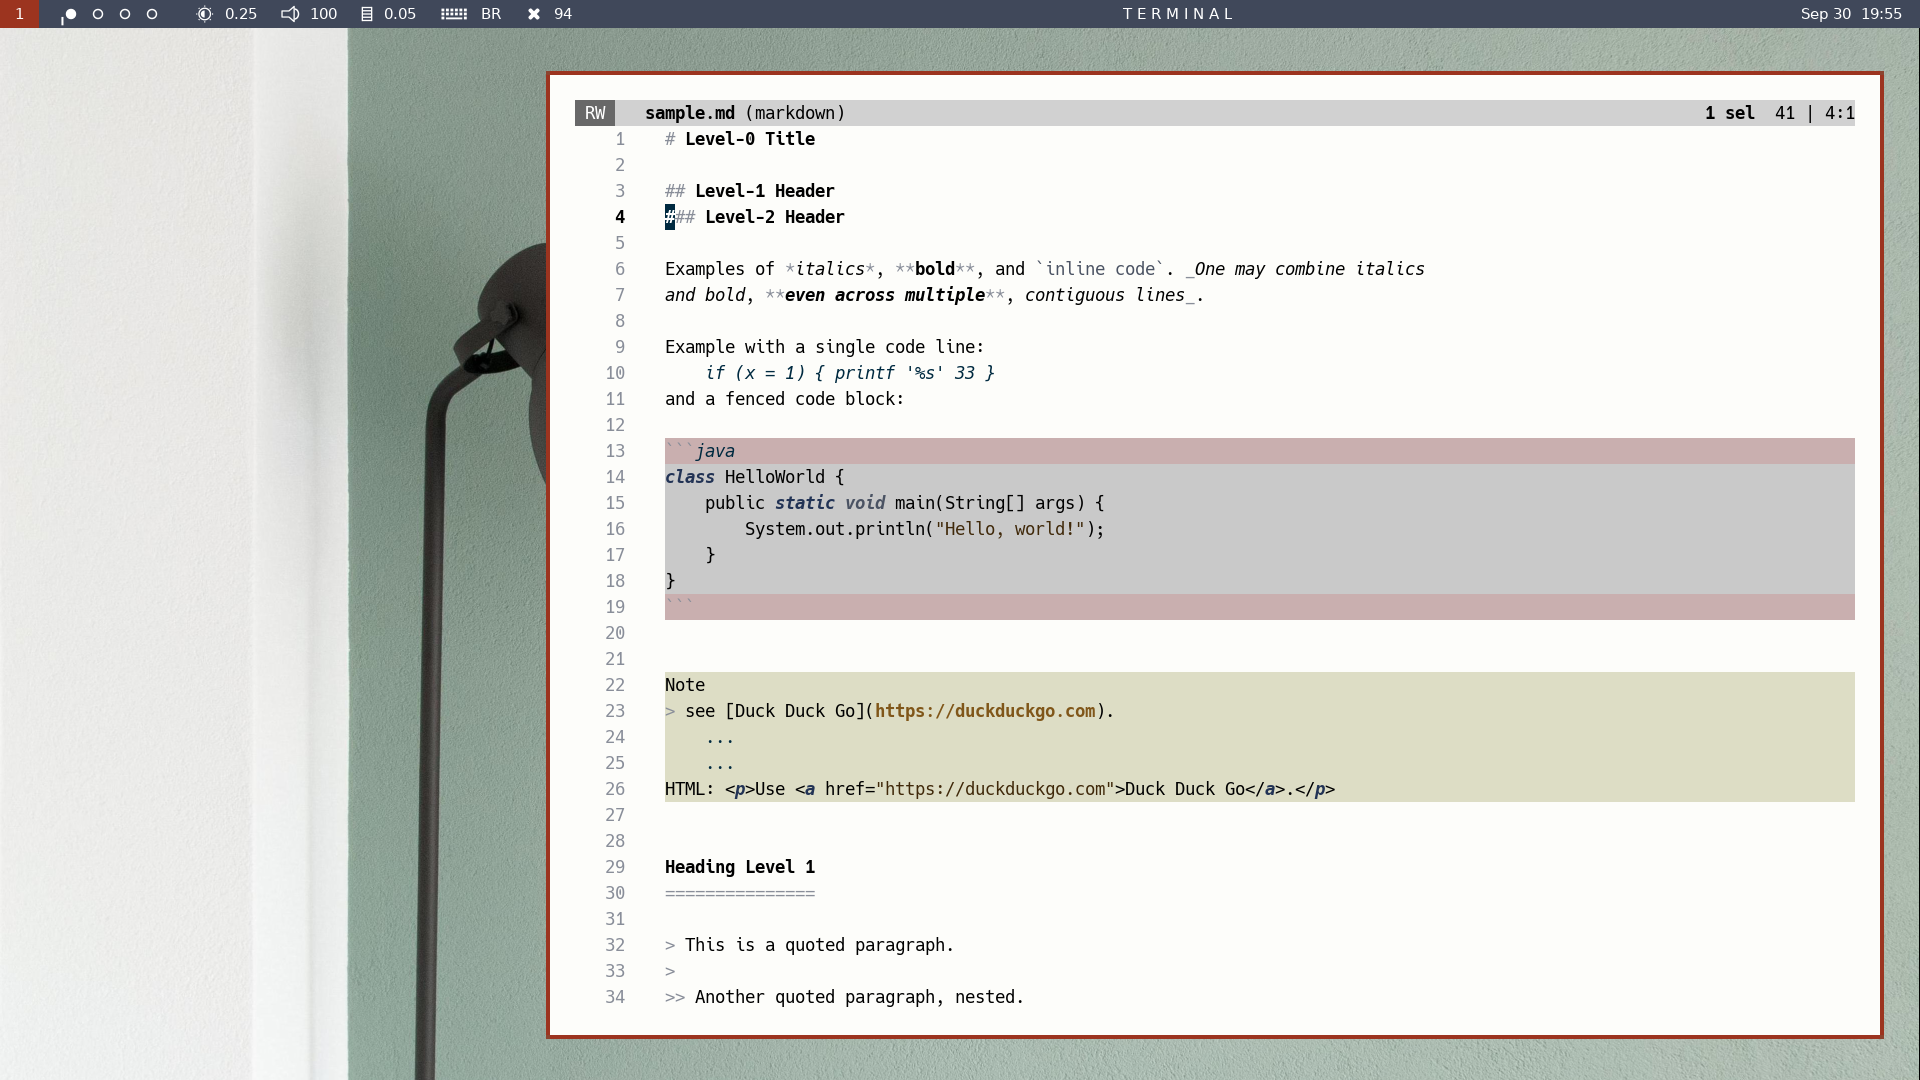 1 0.25 100 0.05 BR 94 TERMINAL Sep 30 19:55
RW sample.md (markdown) 1 sel 41 | 4:1
1 # Level-0 Title
2
3 ## Level-1 Header
4 ### Level-2 Header
5
6 Examples of *italics*, **bold**, and `inline code`. _One may combine italics
7 and bold, **even across multiple**, contiguous lines_.
8
9 Example with a single code line:
10     if (x = 1) { printf '%s' 33 }
11 and a fenced code block:
12
13 ```java
14 class HelloWorld {
15     public static void main(String[] args) {
16         System.out.println("Hello, world!");
17     }
18 }
19 ```
20
21
22 Note
23 > see [Duck Duck Go](https://duckduckgo.com).
24     ...
25     ...
26 HTML: <p>Use <a href="https://duckduckgo.com">Duck Duck Go</a>.</p>
27
28
29 Heading Level 1
30 ===============
31
32 > This is a quoted paragraph.
33 >
34 >> Another quoted paragraph, nested.